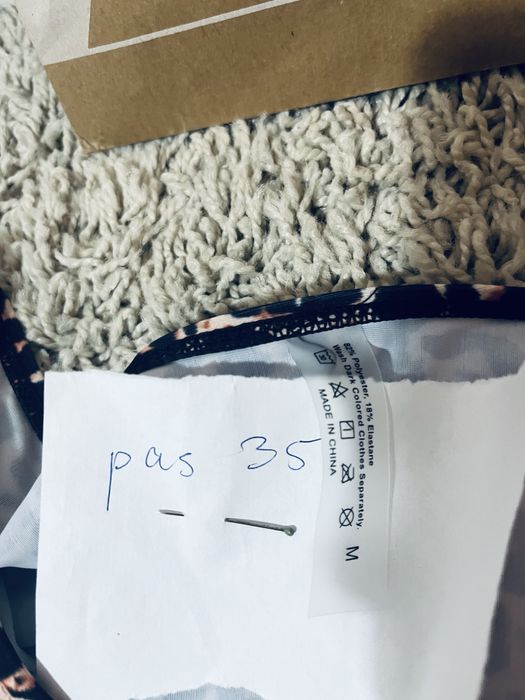 pas 35
82% Polyester, 18% Elastane
Wash Dark Colored Clothes Separately.
MADE IN CHINA
M